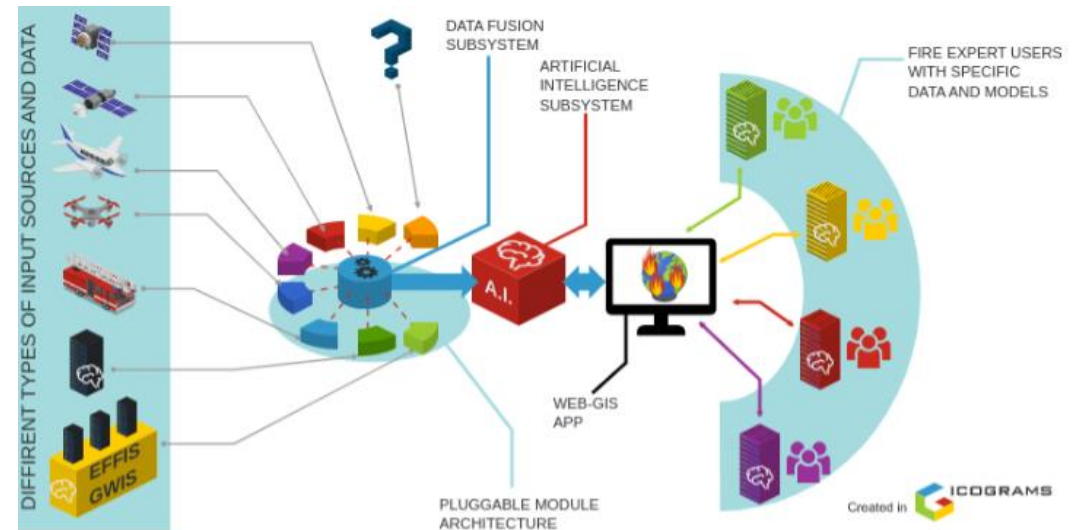 DIFFIRENT TYPES OF INPUT SOURCES AND DATA
EFFIS
GWIS
?
DATA FUSION
SUBSYSTEM
ARTIFICIAL
INTELLIGENCE
SUBSYSTEM
A.I.
WEB-GIS
APP
PLUGGABLE MODULE
ARCHITECTURE
FIRE EXPERT USERS
WITH SPECIFIC
DATA AND MODELS
Created in
ICOGRAMS